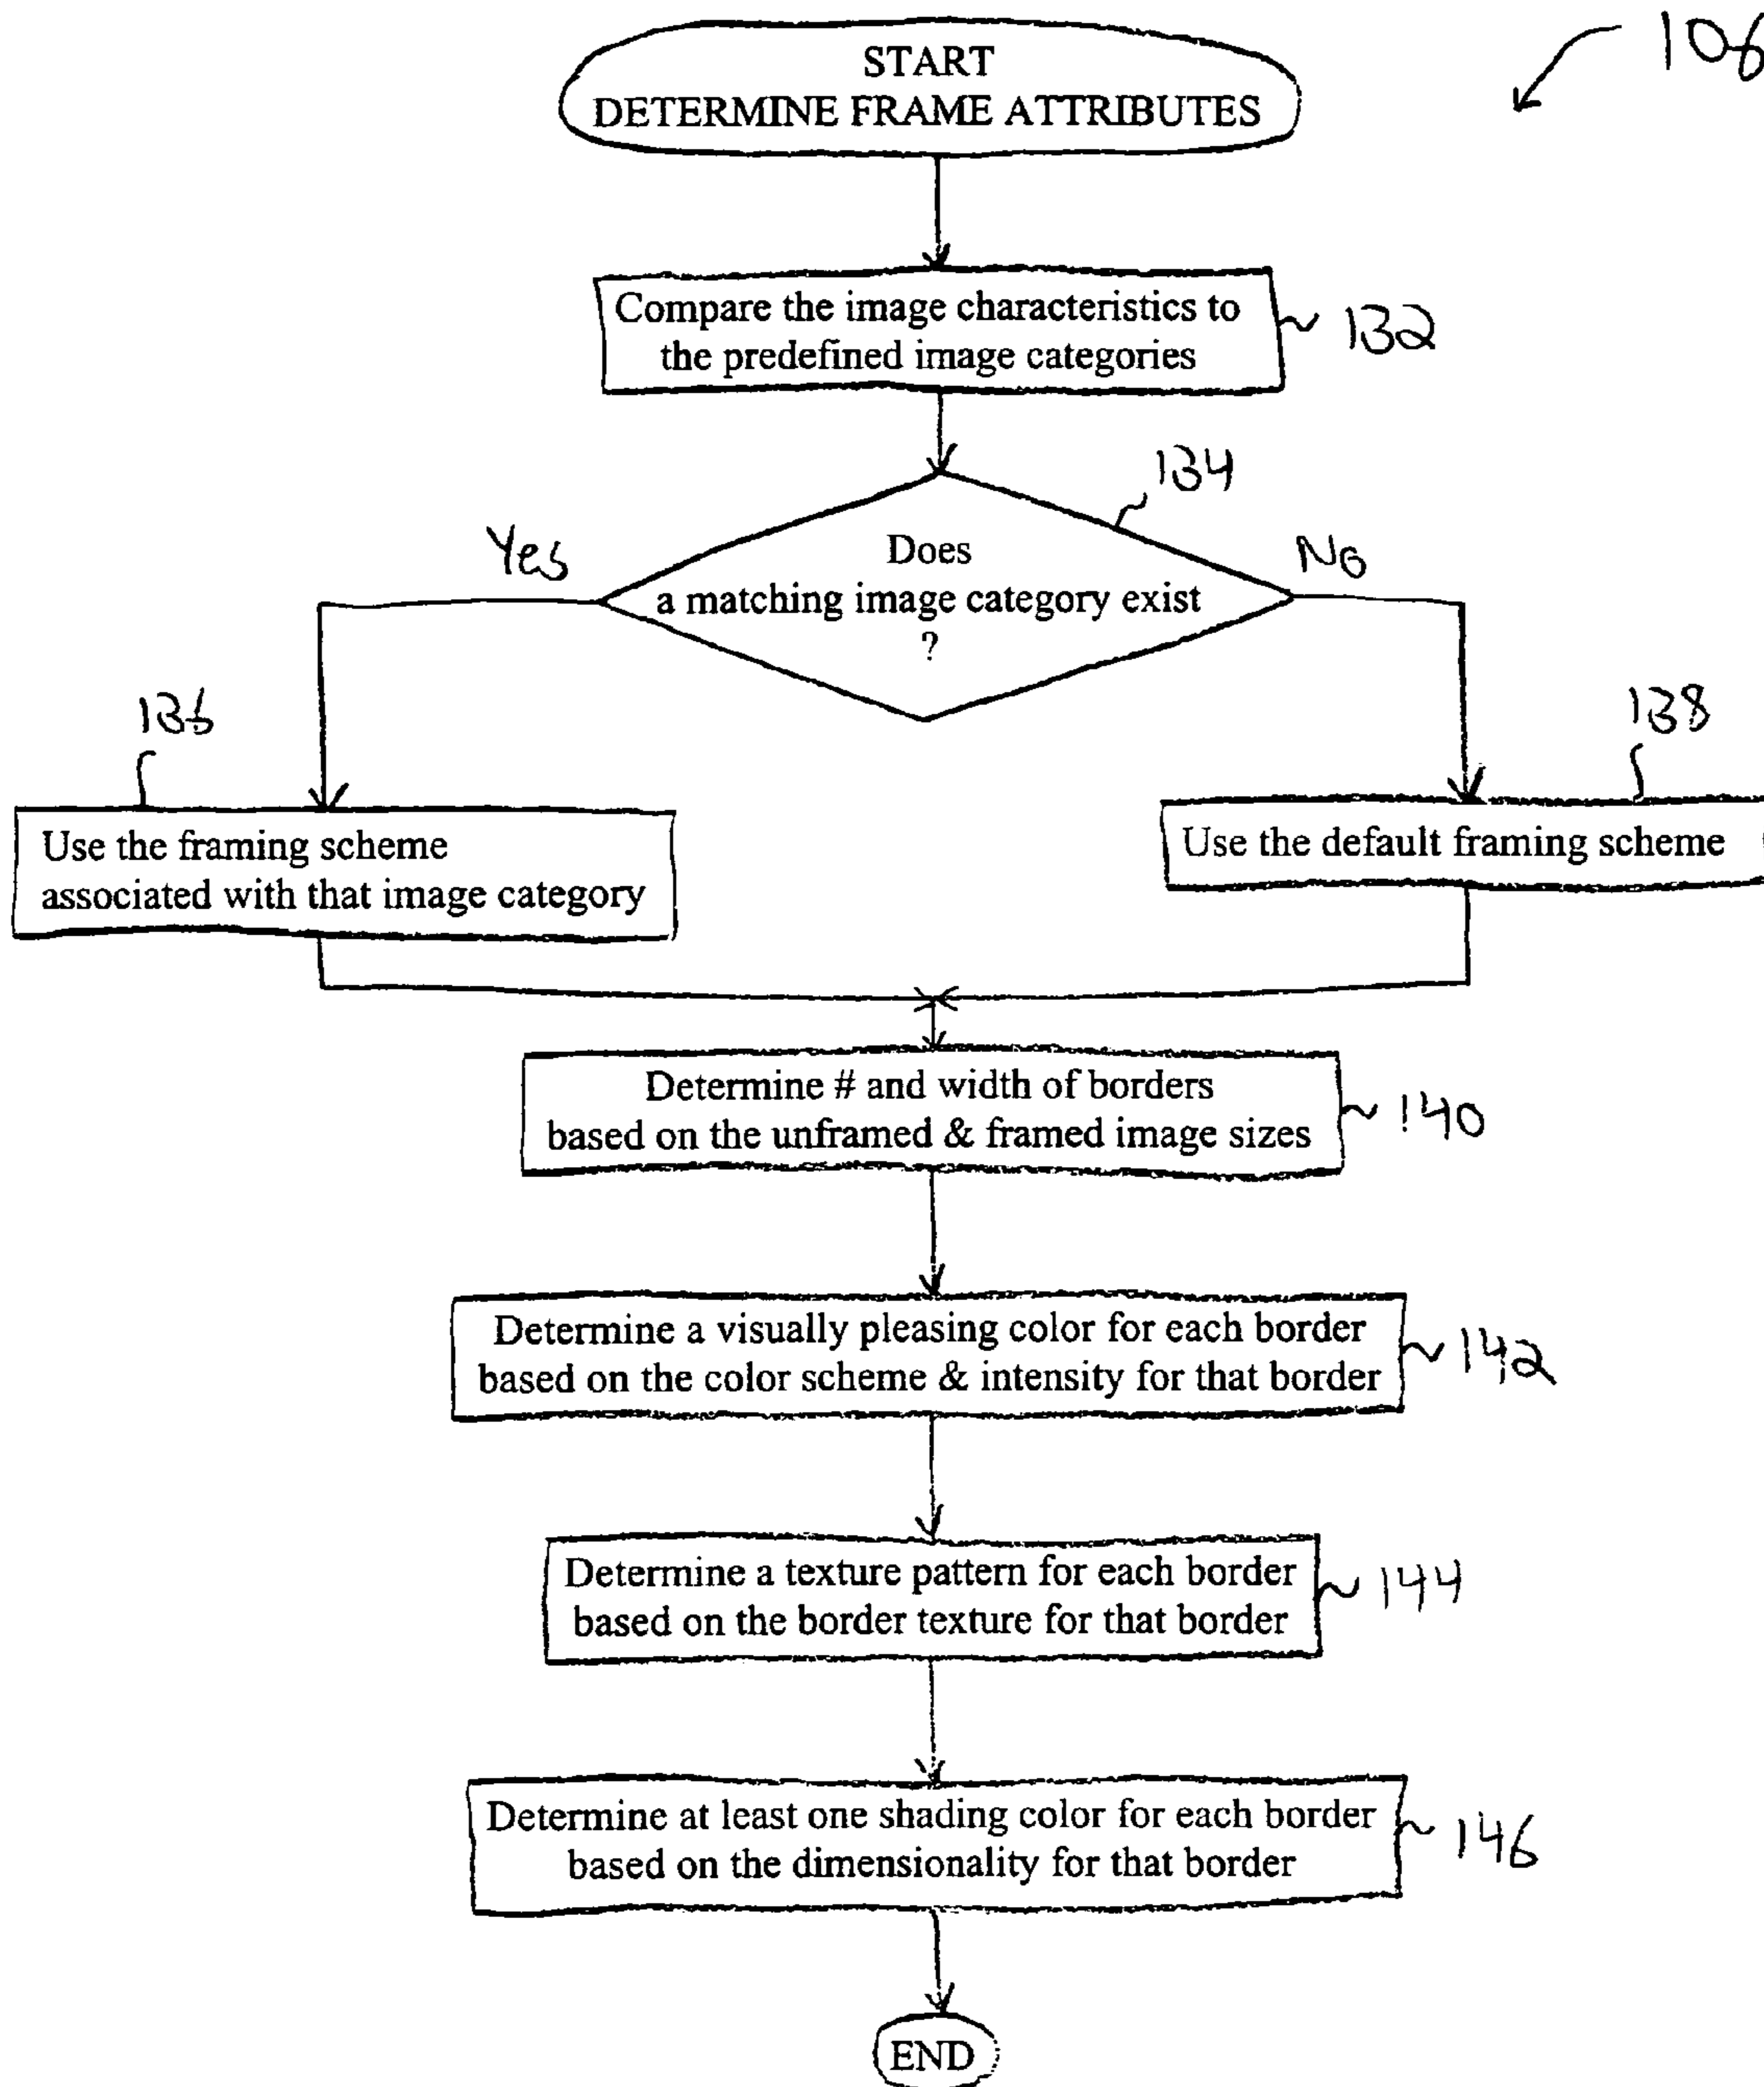 106
START
DETERMINE FRAME ATTRIBUTES
Compare the image characteristics to
the predefined image categories
132
134
Yes
Does
a matching image category exist
?
No
136
138
Use the framing scheme
associated with that image category
Use the default framing scheme
Determine # and width of borders
based on the unframed & framed image sizes
140
Determine a visually pleasing color for each border
based on the color scheme & intensity for that border
142
Determine a texture pattern for each border
based on the border texture for that border
144
Determine at least one shading color for each border
based on the dimensionality for that border
146
END